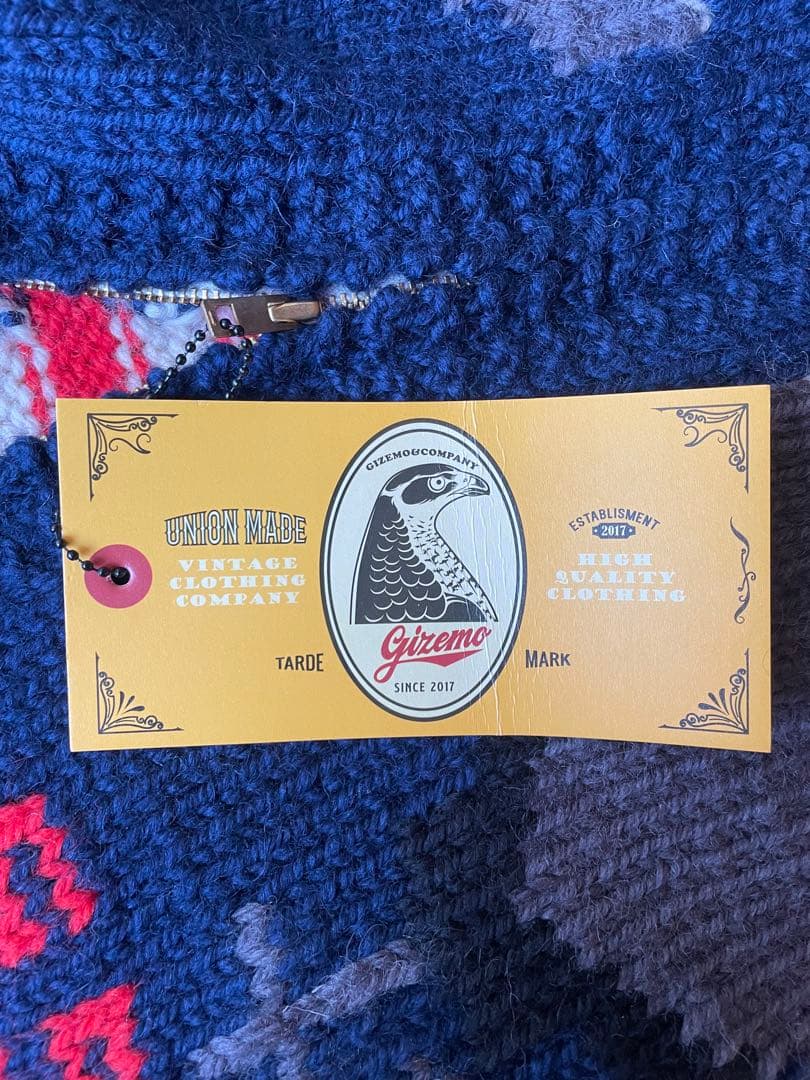 UNION MADE
VINTAGE
CLOTHING
COMPANY
TARDE
GIZEMO&COMPANY
Gizemo
SINCE 2017
ESTABLISMENT
2017
HIGH
QUALITY
CLOTHING
MARK